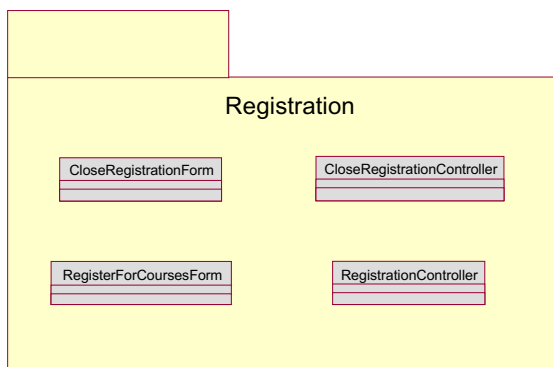 Registration
CloseRegistrationForm
CloseRegistrationController
RegisterForCoursesForm
RegistrationController